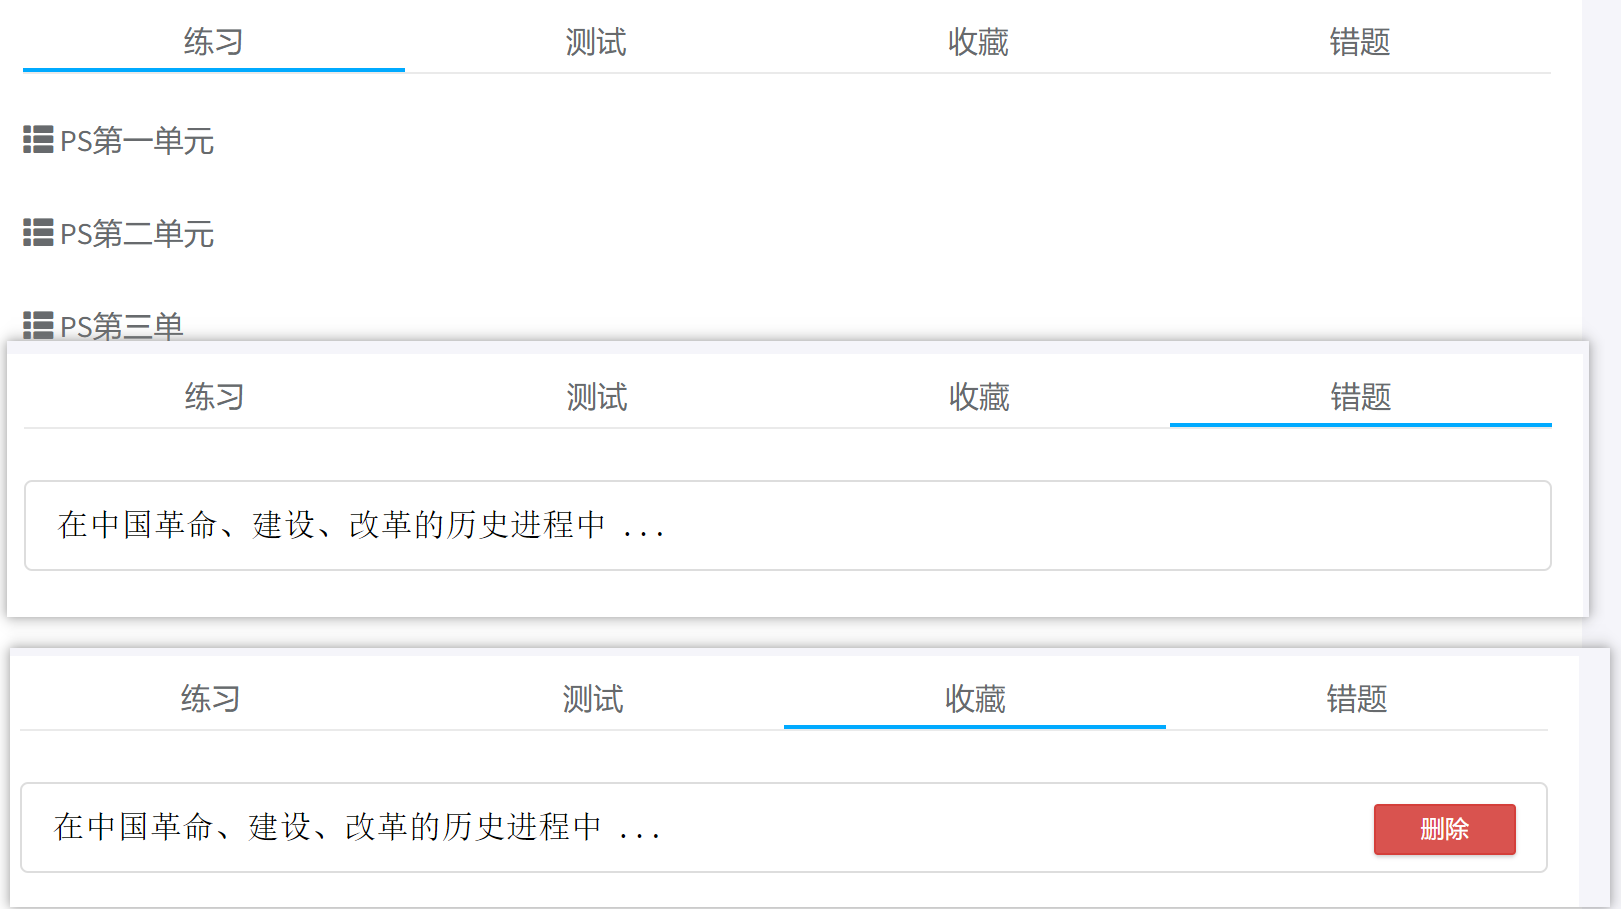 练习 测试 收藏 错题
PS第一单元
PS第二单元
PS第三单
练习 测试 收藏 错题
在中国革命、建设、改革的历史进程中 ...
练习 测试 收藏 错题
在中国革命、建设、改革的历史进程中 ... 删除